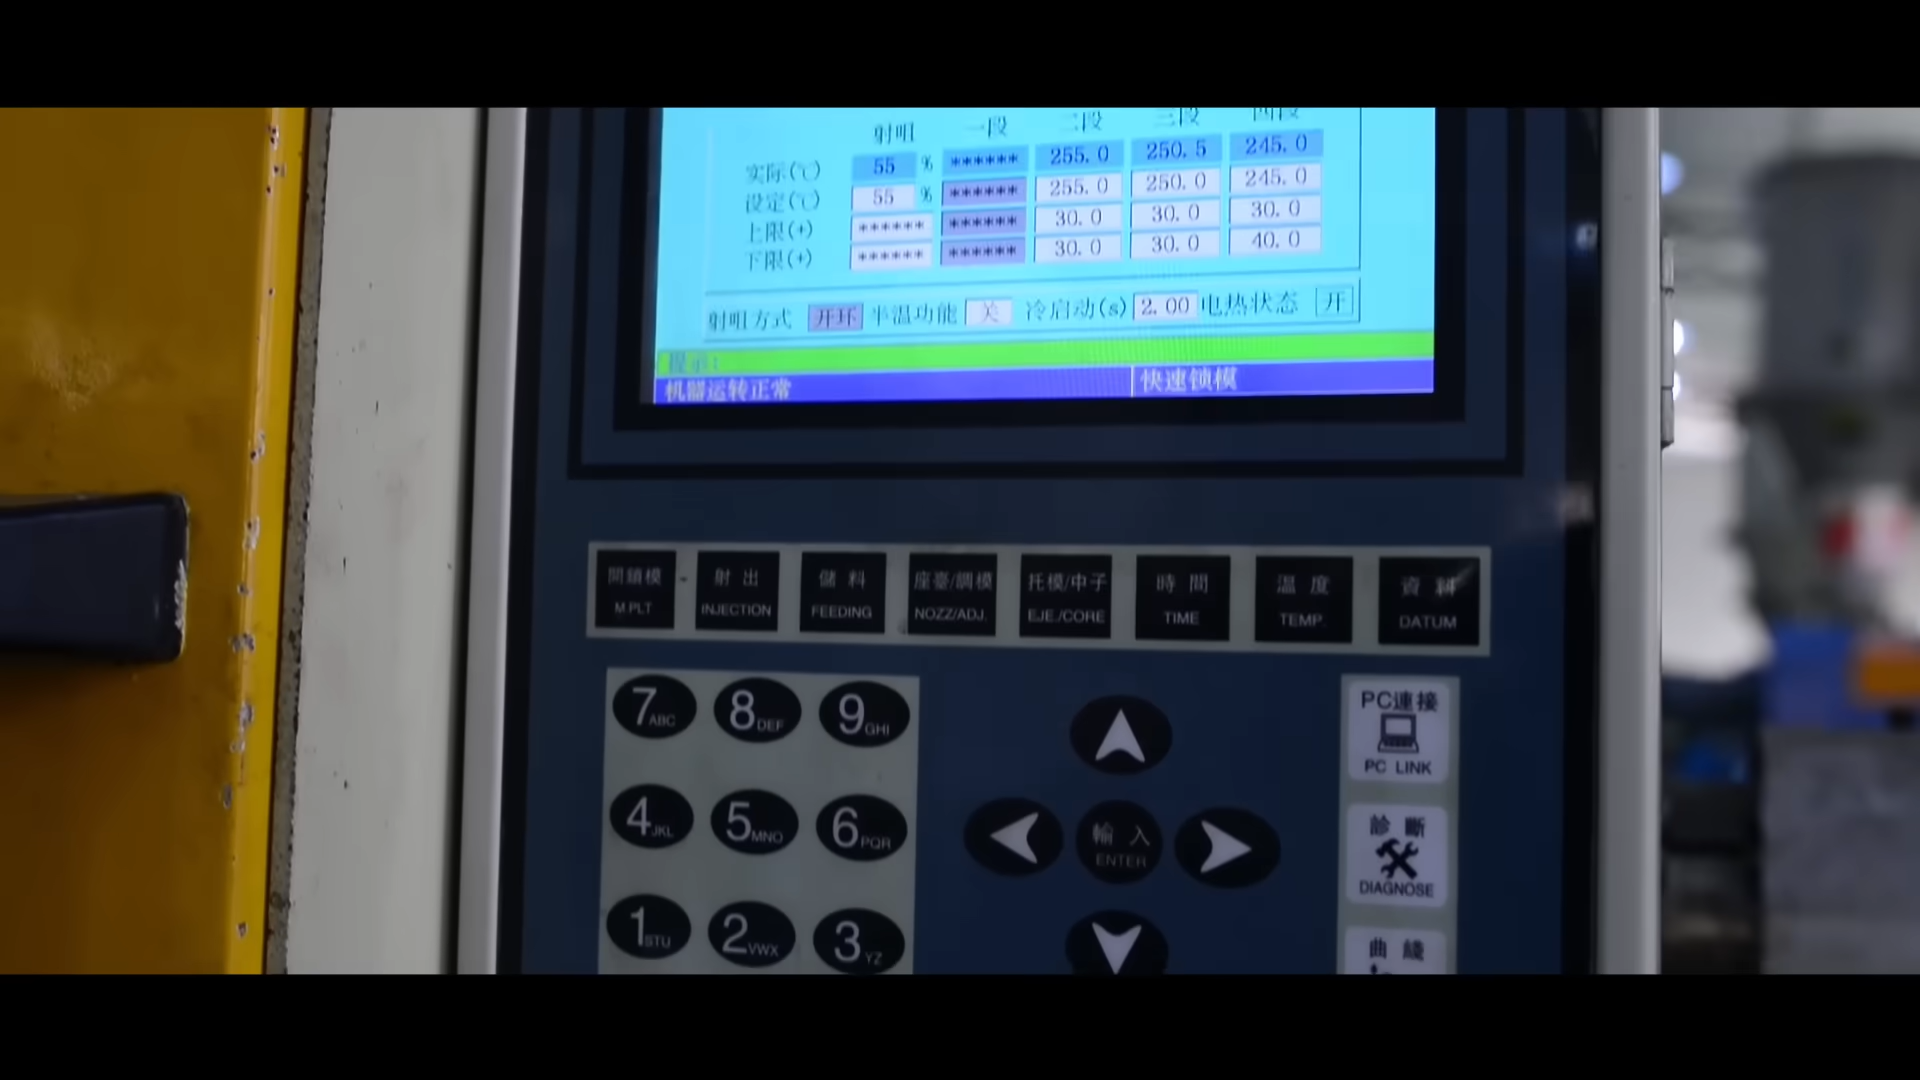 射咀 一段 二段 三段 四段
实际(℃) 55 % ****** 255.0 250.5 245.0
设定(℃) 55 % ****** 255.0 250.0 245.0
上限(+) ****** ****** 30.0 30.0 30.0
下限(+) ****** ****** 30.0 30.0 40.0
射咀方式 开环 半温功能 关 冷启动(s) 2.00 电热状态 开
提示:
机器运转正常 快速锁模
開鎖模 射出 儲料 座臺/調模 托模/中子 時間 温度 資料
M.PLT INJECTION FEEDING NOZZ/ADJ. EJE./CORE TIME TEMP. DATUM
7ABC 8DEF 9GHI
PC連接
PC LINK
4JKL 5MNO 6PQR
輸入
ENTER
診斷
DIAGNOSE
1STU 2VWX 3YZ
曲綫